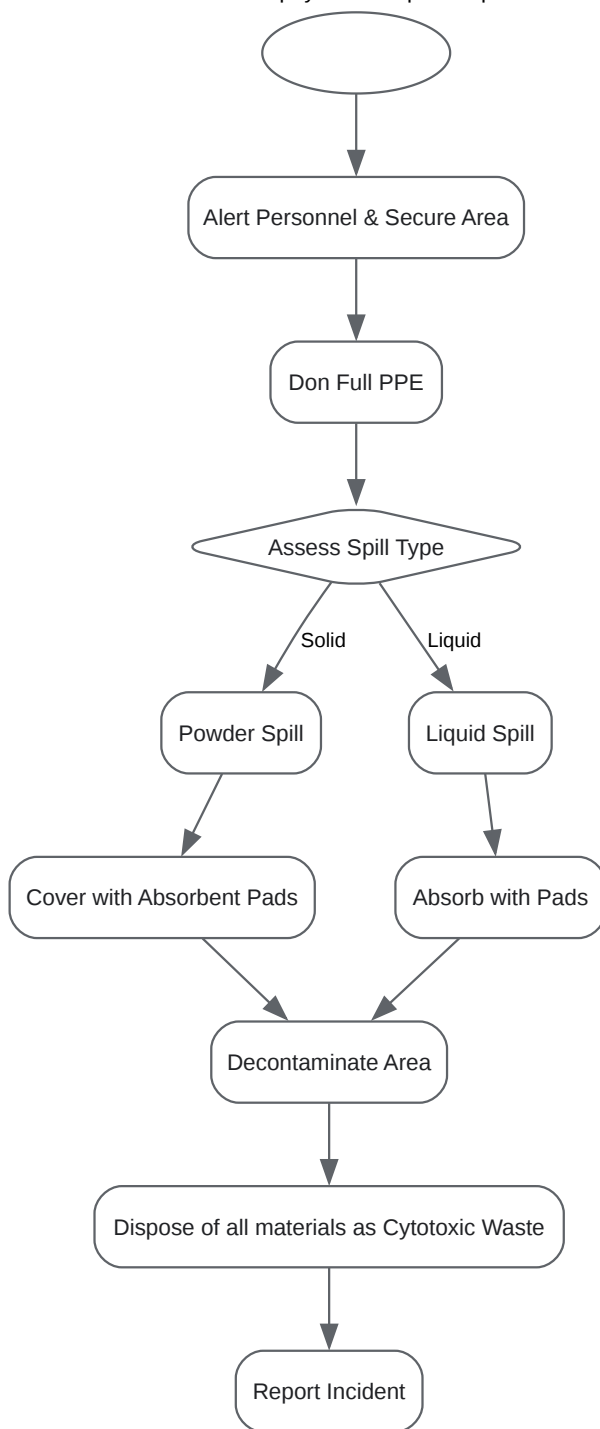 Alert Personnel & Secure Area
Don Full PPE
Assess Spill Type
Solid
Liquid
Powder Spill
Liquid Spill
Cover with Absorbent Pads
Absorb with Pads
Decontaminate Area
Dispose of all materials as Cytotoxic Waste
Report Incident